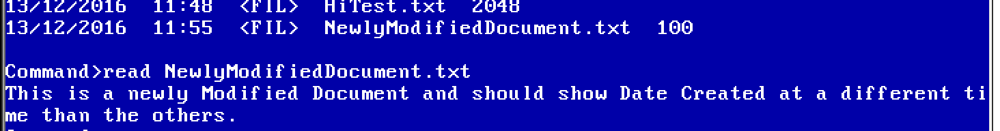 13/12/2016  11:48  <FIL>  HiTest.txt  2048
13/12/2016  11:55  <FIL>  NewlyModifiedDocument.txt  100
Command>read NewlyModifiedDocument.txt
This is a newly Modified Document and should show Date Created at a different ti
me than the others.